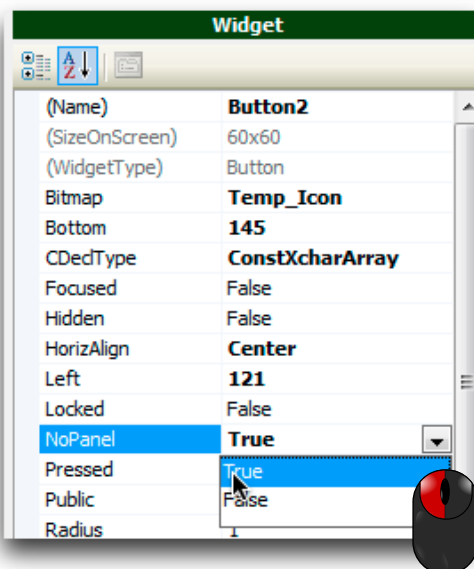 Widget
A
Z
(Name) Button2
(SizeOnScreen) 60x60
(WidgetType) Button
Bitmap Temp_Icon
Bottom 145
CDeclType ConstXcharArray
Focused False
Hidden False
HorizAlign Center
Left 121
Locked False
NoPanel True
Pressed True
Public False
Radius 1